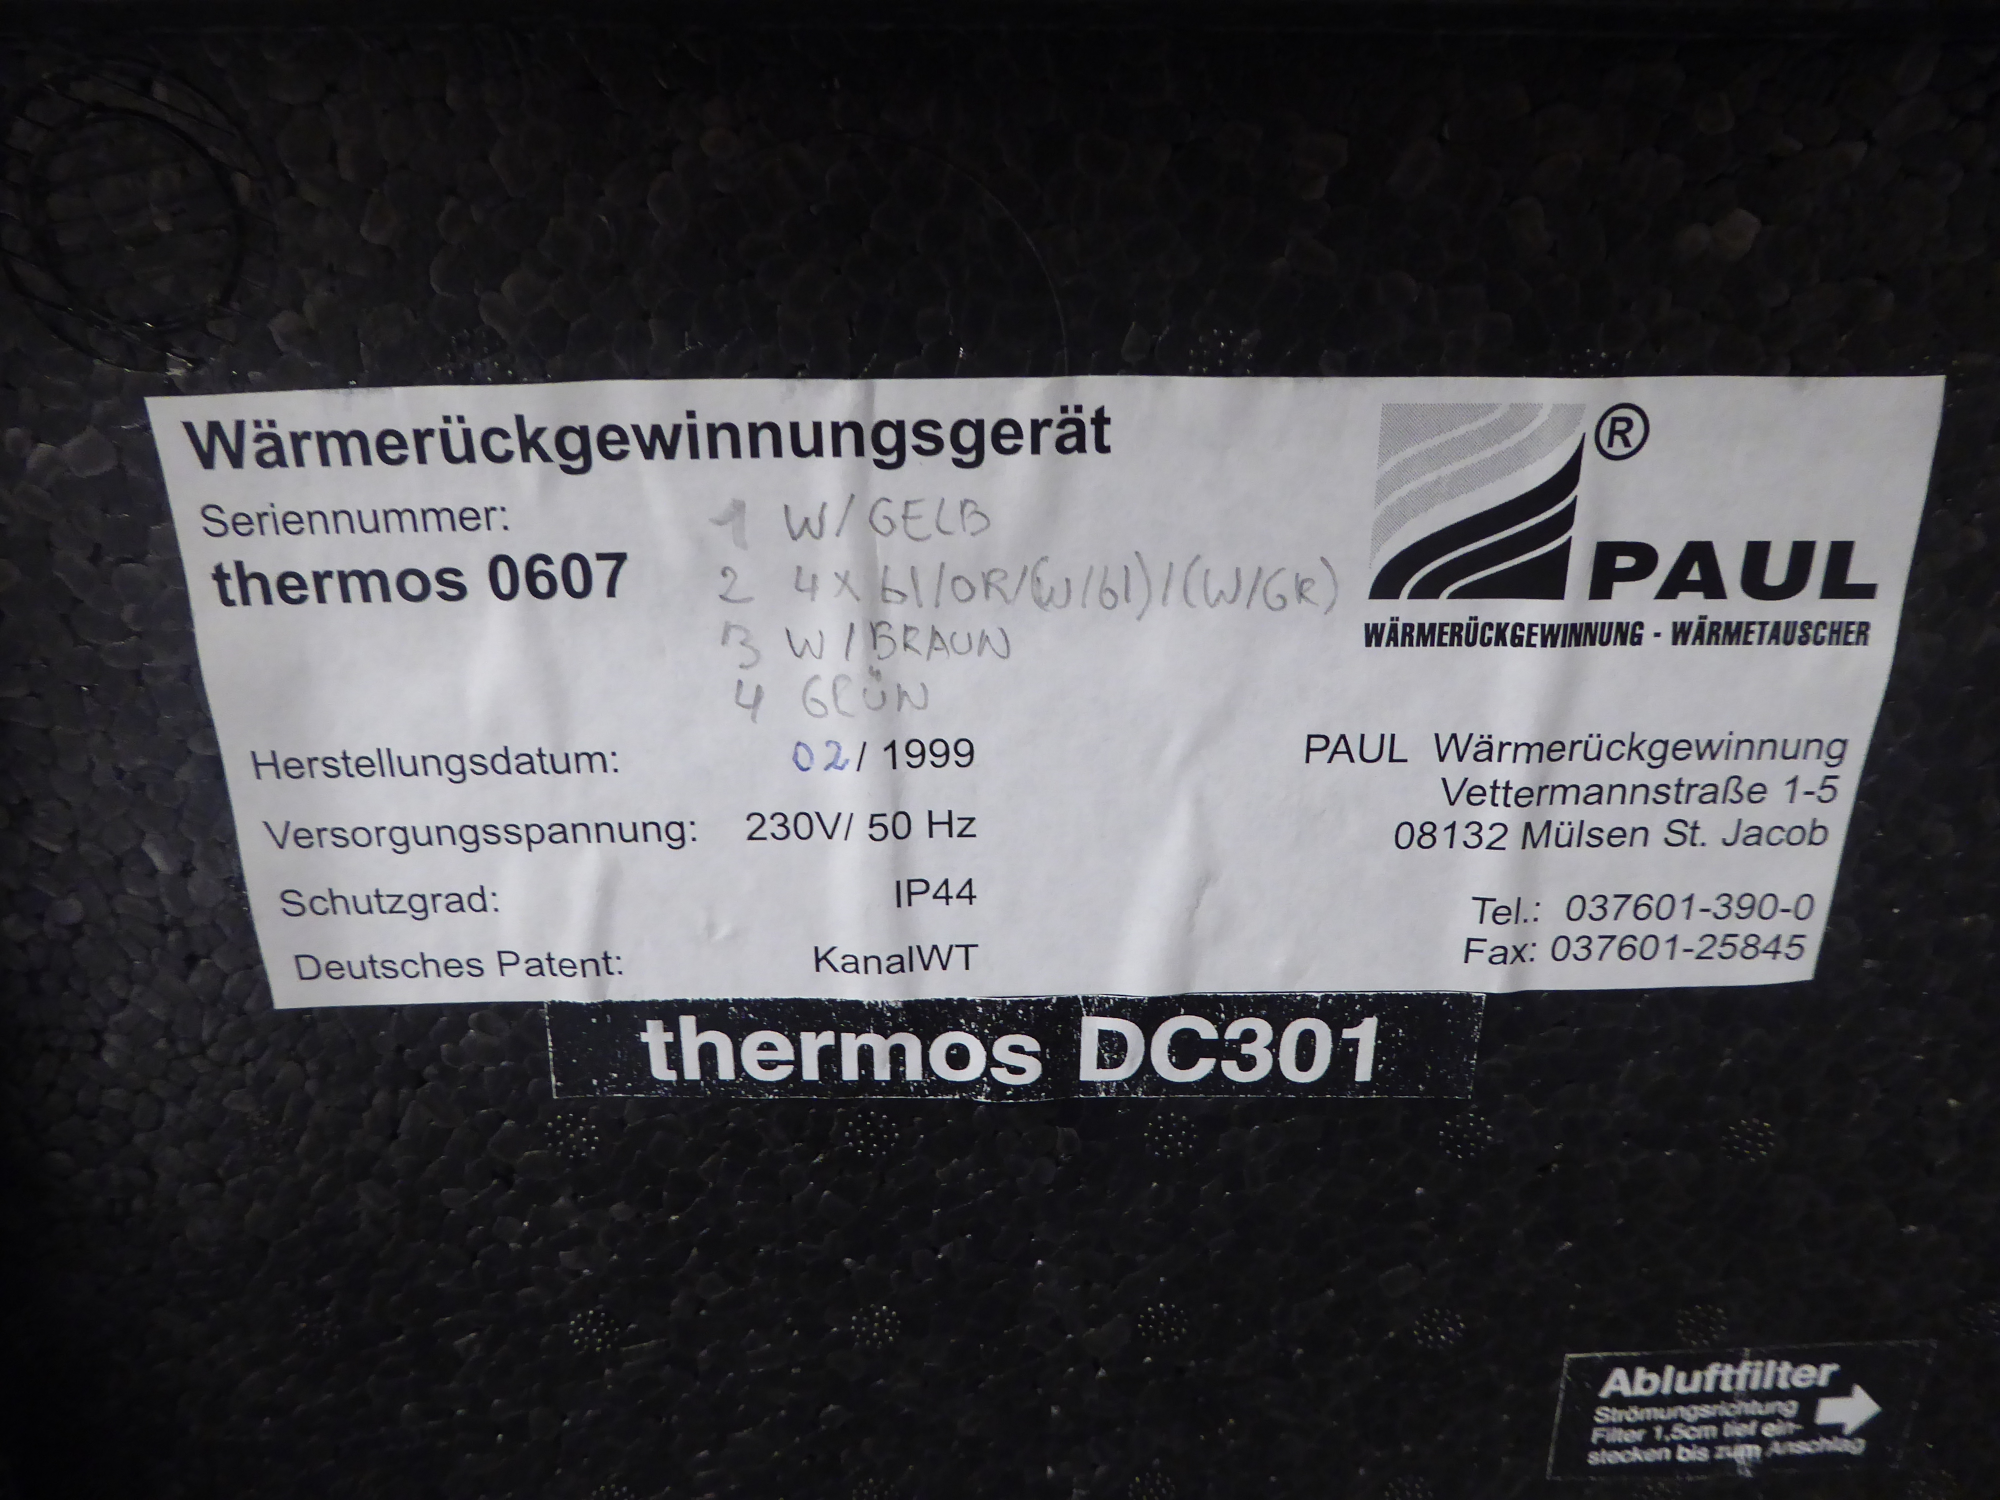 Wärmerückgewinnungsgerät
Seriennummer:
thermos 0607
1 W/GELB
2 4x bl/OR/(W/bl)/(W/GR)
3 W/BRAUN
4 GRÜN
Herstellungsdatum: 02/ 1999
Versorgungsspannung: 230V/ 50 Hz
Schutzgrad: IP44
Deutsches Patent: KanalWT
®
PAUL
WÄRMERÜCKGEWINNUNG - WÄRMETAUSCHER
PAUL Wärmerückgewinnung
Vettermannstraße 1-5
08132 Mülsen St. Jacob
Tel.: 037601-390-0
Fax: 037601-25845
thermos DC301
Abluftfilter
Strömungsrichtung
Filter 1,5cm tief ein-
stecken bis zum Anschlag